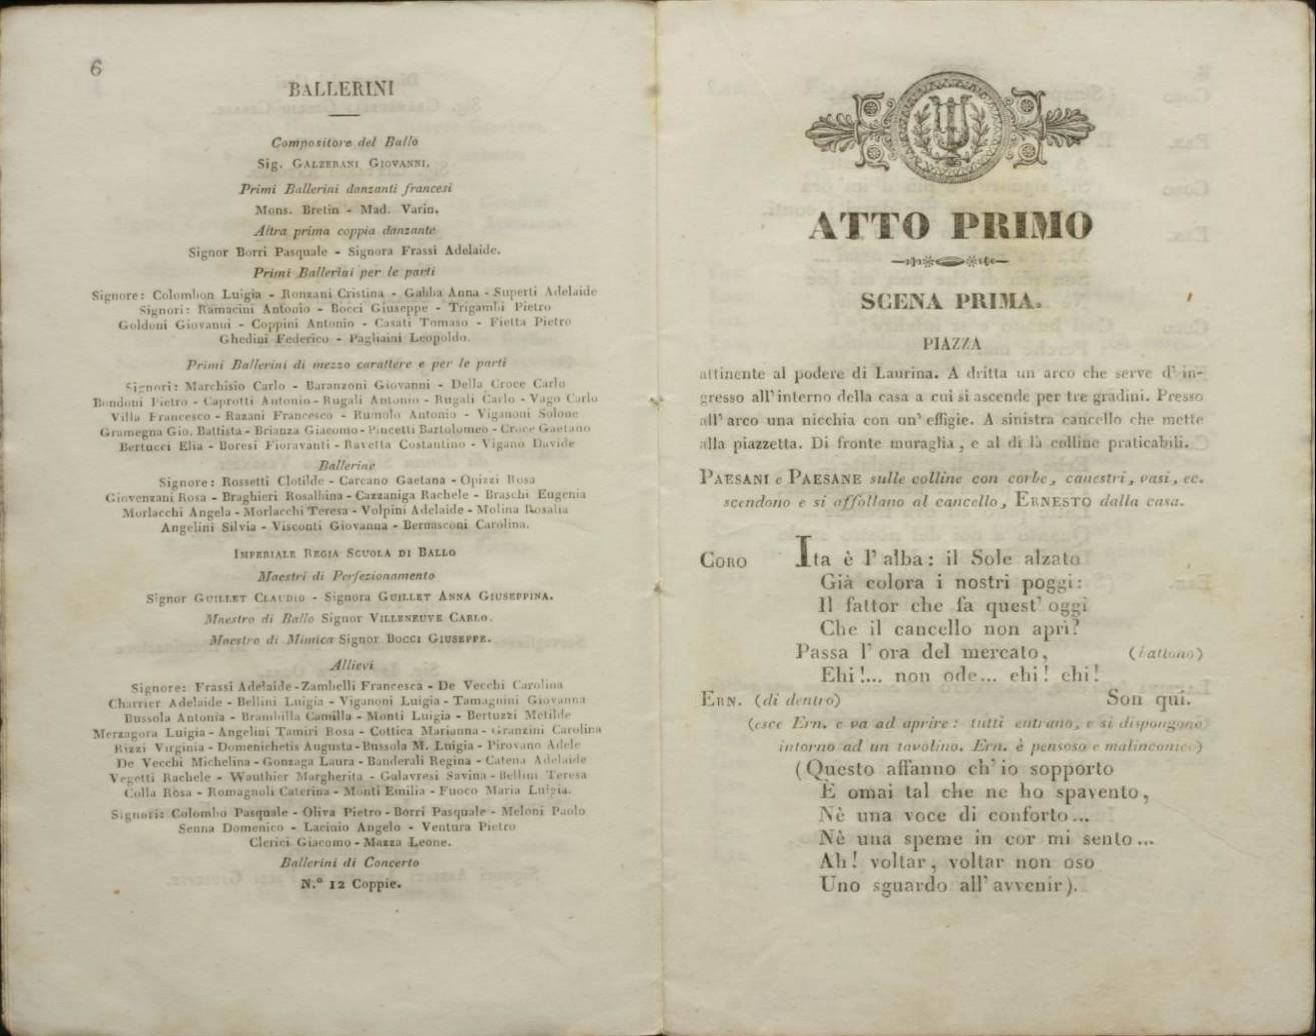 6
BALLERINI
Compositore del Ballo
Sig. GALZERANI GIOVANNI.
Primi Ballerini danzanti francesi
Mons. Bretin - Mad. Varin.
Altra prima coppia danzante
Signor Borri Pasquale - Signora Frassi Adelaide.
Primi Ballerini per le parti
Signore: Colombon Luigia - Ronzani Cristina - Gabba Anna - Superti Adelaide
Signori: Ramacini Antonio - Bocci Giuseppe - Trigambi Pietro
Goldoni Giovanni - Coppini Antonio - Casati Tomaso - Fietta Pietro
Ghedini Federico - Pagliaini Leopoldo.
Primi Ballerini di mezzo carattere e per le parti
Signori: Marchisio Carlo - Baranzoni Giovanni - Della Croce Carlo
Bondoni Pietro - Caprotti Antonio - Rugali Antonio - Rugali Carlo - Vago Carlo
Villa Francesco - Razani Francesco - Rumolo Antonio - Viganoni Solone
Gramegna Gio. Battista - Brianza Giacomo - Pincetti Bartolomeo - Croce Gaetano
Bertucci Elia - Boresi Fioravanti - Ravetta Costantino - Viganò Davide
Ballerine
Signore: Rossetti Clotilde - Carcano Gaetana - Opizzi Rosa
Giovenzani Rosa - Braghieri Rosalbina - Cazzaniga Rachele - Braschi Eugenia
Morlacchi Angela - Morlacchi Teresa - Volpini Adelaide - Molina Rosalia
Angelini Silvia - Visconti Giovanna - Bernasconi Carolina.
IMPERIALE REGIA SCUOLA DI BALLO
Maestri di Perfezionamento
Signor GUILLET CLAUDIO - Signora GUILLET ANNA GIUSEPPINA.
Maestro di Ballo Signor VILLENEUVE CARLO.
Maestro di Mimica Signor BOCCI GIUSEPPE.
Allievi
Signore: Frassi Adelaide - Zambelli Francesca - De Vecchi Carolina
Charrier Adelaide - Bellini Luigia - Viganoni Luigia - Tamagnini Giovanna
Bussola Antonia - Brambilla Camilla - Monti Luigia - Bertuzzi Metilde
Merzagora Luigia - Angelini Tamiri Rosa - Cottica Marianna - Granzini Carolina
Rizzi Virginia - Domenichetis Augusta - Bussola M. Luigia - Pirovano Adele
De Vecchi Michelina - Gonzaga Laura - Banderali Regina - Catena Adelaide
Vegetti Rachele - Wauthier Margherita - Galavresi Savina - Bellini Teresa
Colla Rosa - Romagnoli Caterina - Monti Emilia - Fuoco Maria Luigia.
Signori: Colombo Pasquale - Oliva Pietro - Borri Pasquale - Meloni Paolo
Senna Domenico - Lacinio Angelo - Ventura Pietro
Clerici Giacomo - Mazza Leone.
Ballerini di Concerto
N.° 12 Coppie.
ATTO PRIMO
SCENA PRIMA.
PIAZZA
attinente al podere di Laurina. A dritta un arco che serve d' in-
gresso all' interno della casa a cui si ascende per tre gradini. Presso
all' arco una nicchia con un' effigie. A sinistra cancello che mette
alla piazzetta. Di fronte muraglia, e al di là colline praticabili.
PAESANI e PAESANE sulle colline con corbe, canestri, vasi, ec.
scendono e si affollano al cancello, ERNESTO dalla casa.
CORO Ita è l' alba: il Sole alzato
Già colora i nostri poggi:
Il fattor che fa quest' oggi
Che il cancello non aprì?
Passa l' ora del mercato, (battono)
Ehi!... non ode... ehi! ehi!
ERN. (di dentro) Son qui.
(esce Ern. e va ad aprire: tutti entrano, e si dispongono
intorno ad un tavolino. Ern. è pensoso e malinconico)
(Questo affanno ch' io sopporto
È omai tal che ne ho spavento,
Nè una voce di conforto...
Nè una speme in cor mi sento...
Ah! voltar, voltar non oso
Uno sguardo all' avvenir).